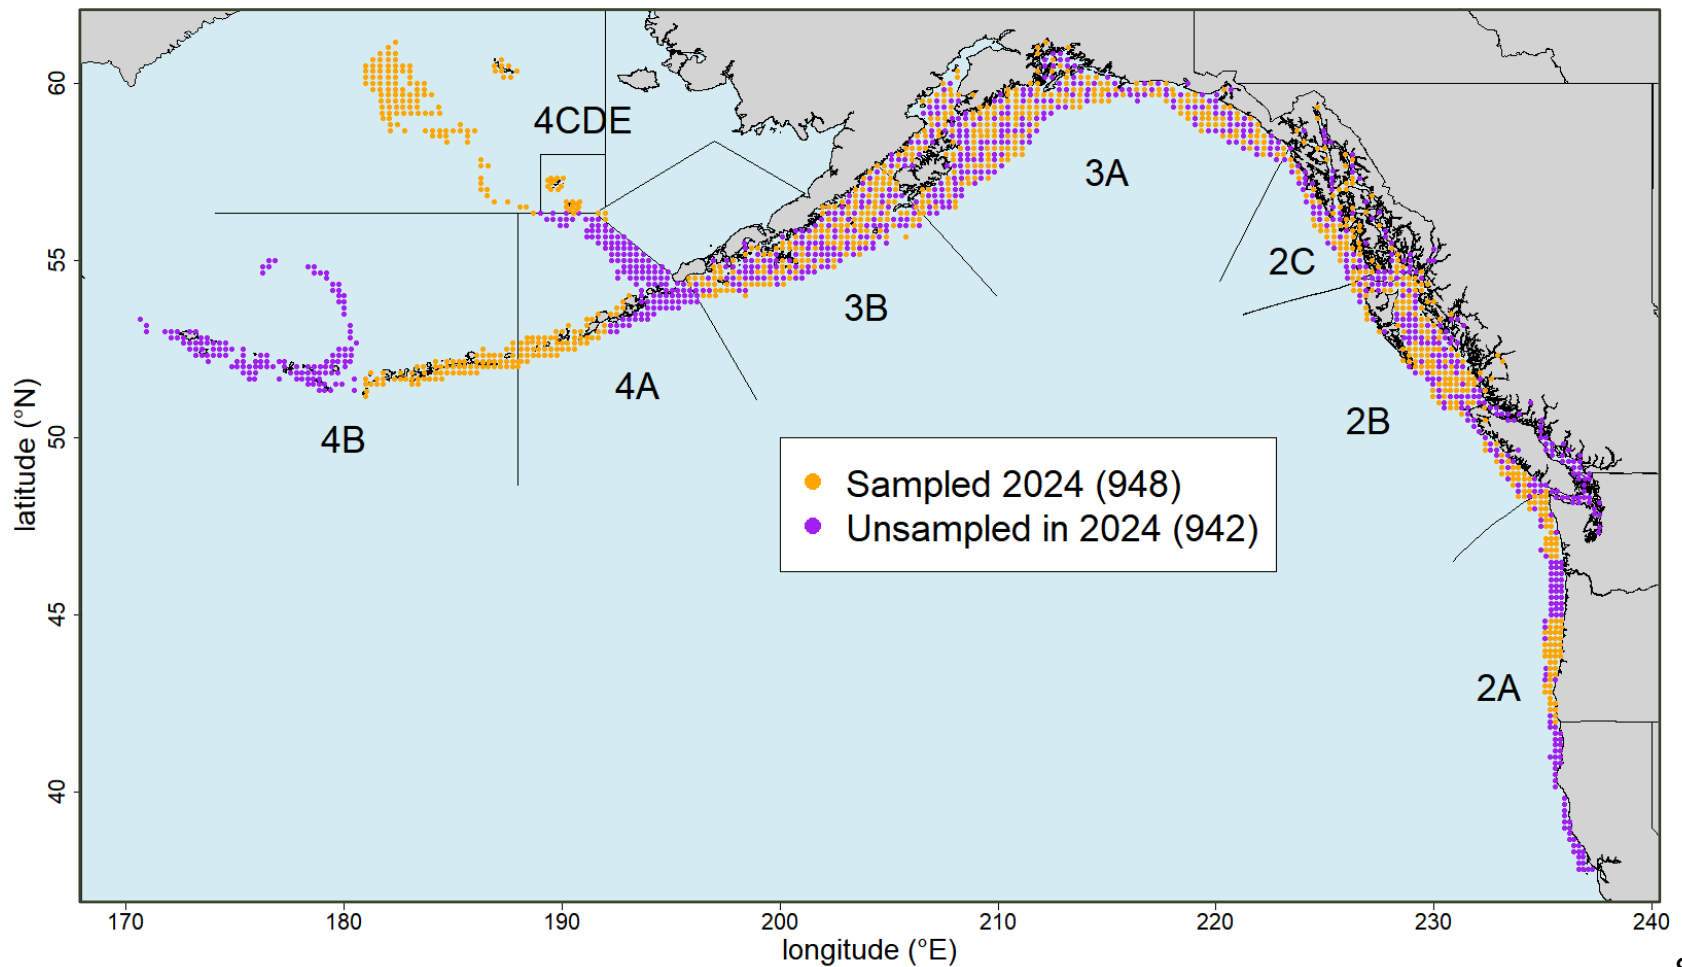 60
55
50
45
40
latitude (°N)
4CDE
3A
2C
3B
4A
2B
4B
Sampled 2024 (948)
Unsampled in 2024 (942)
2A
170
180
190
200
210
220
230
240
longitude (°E)